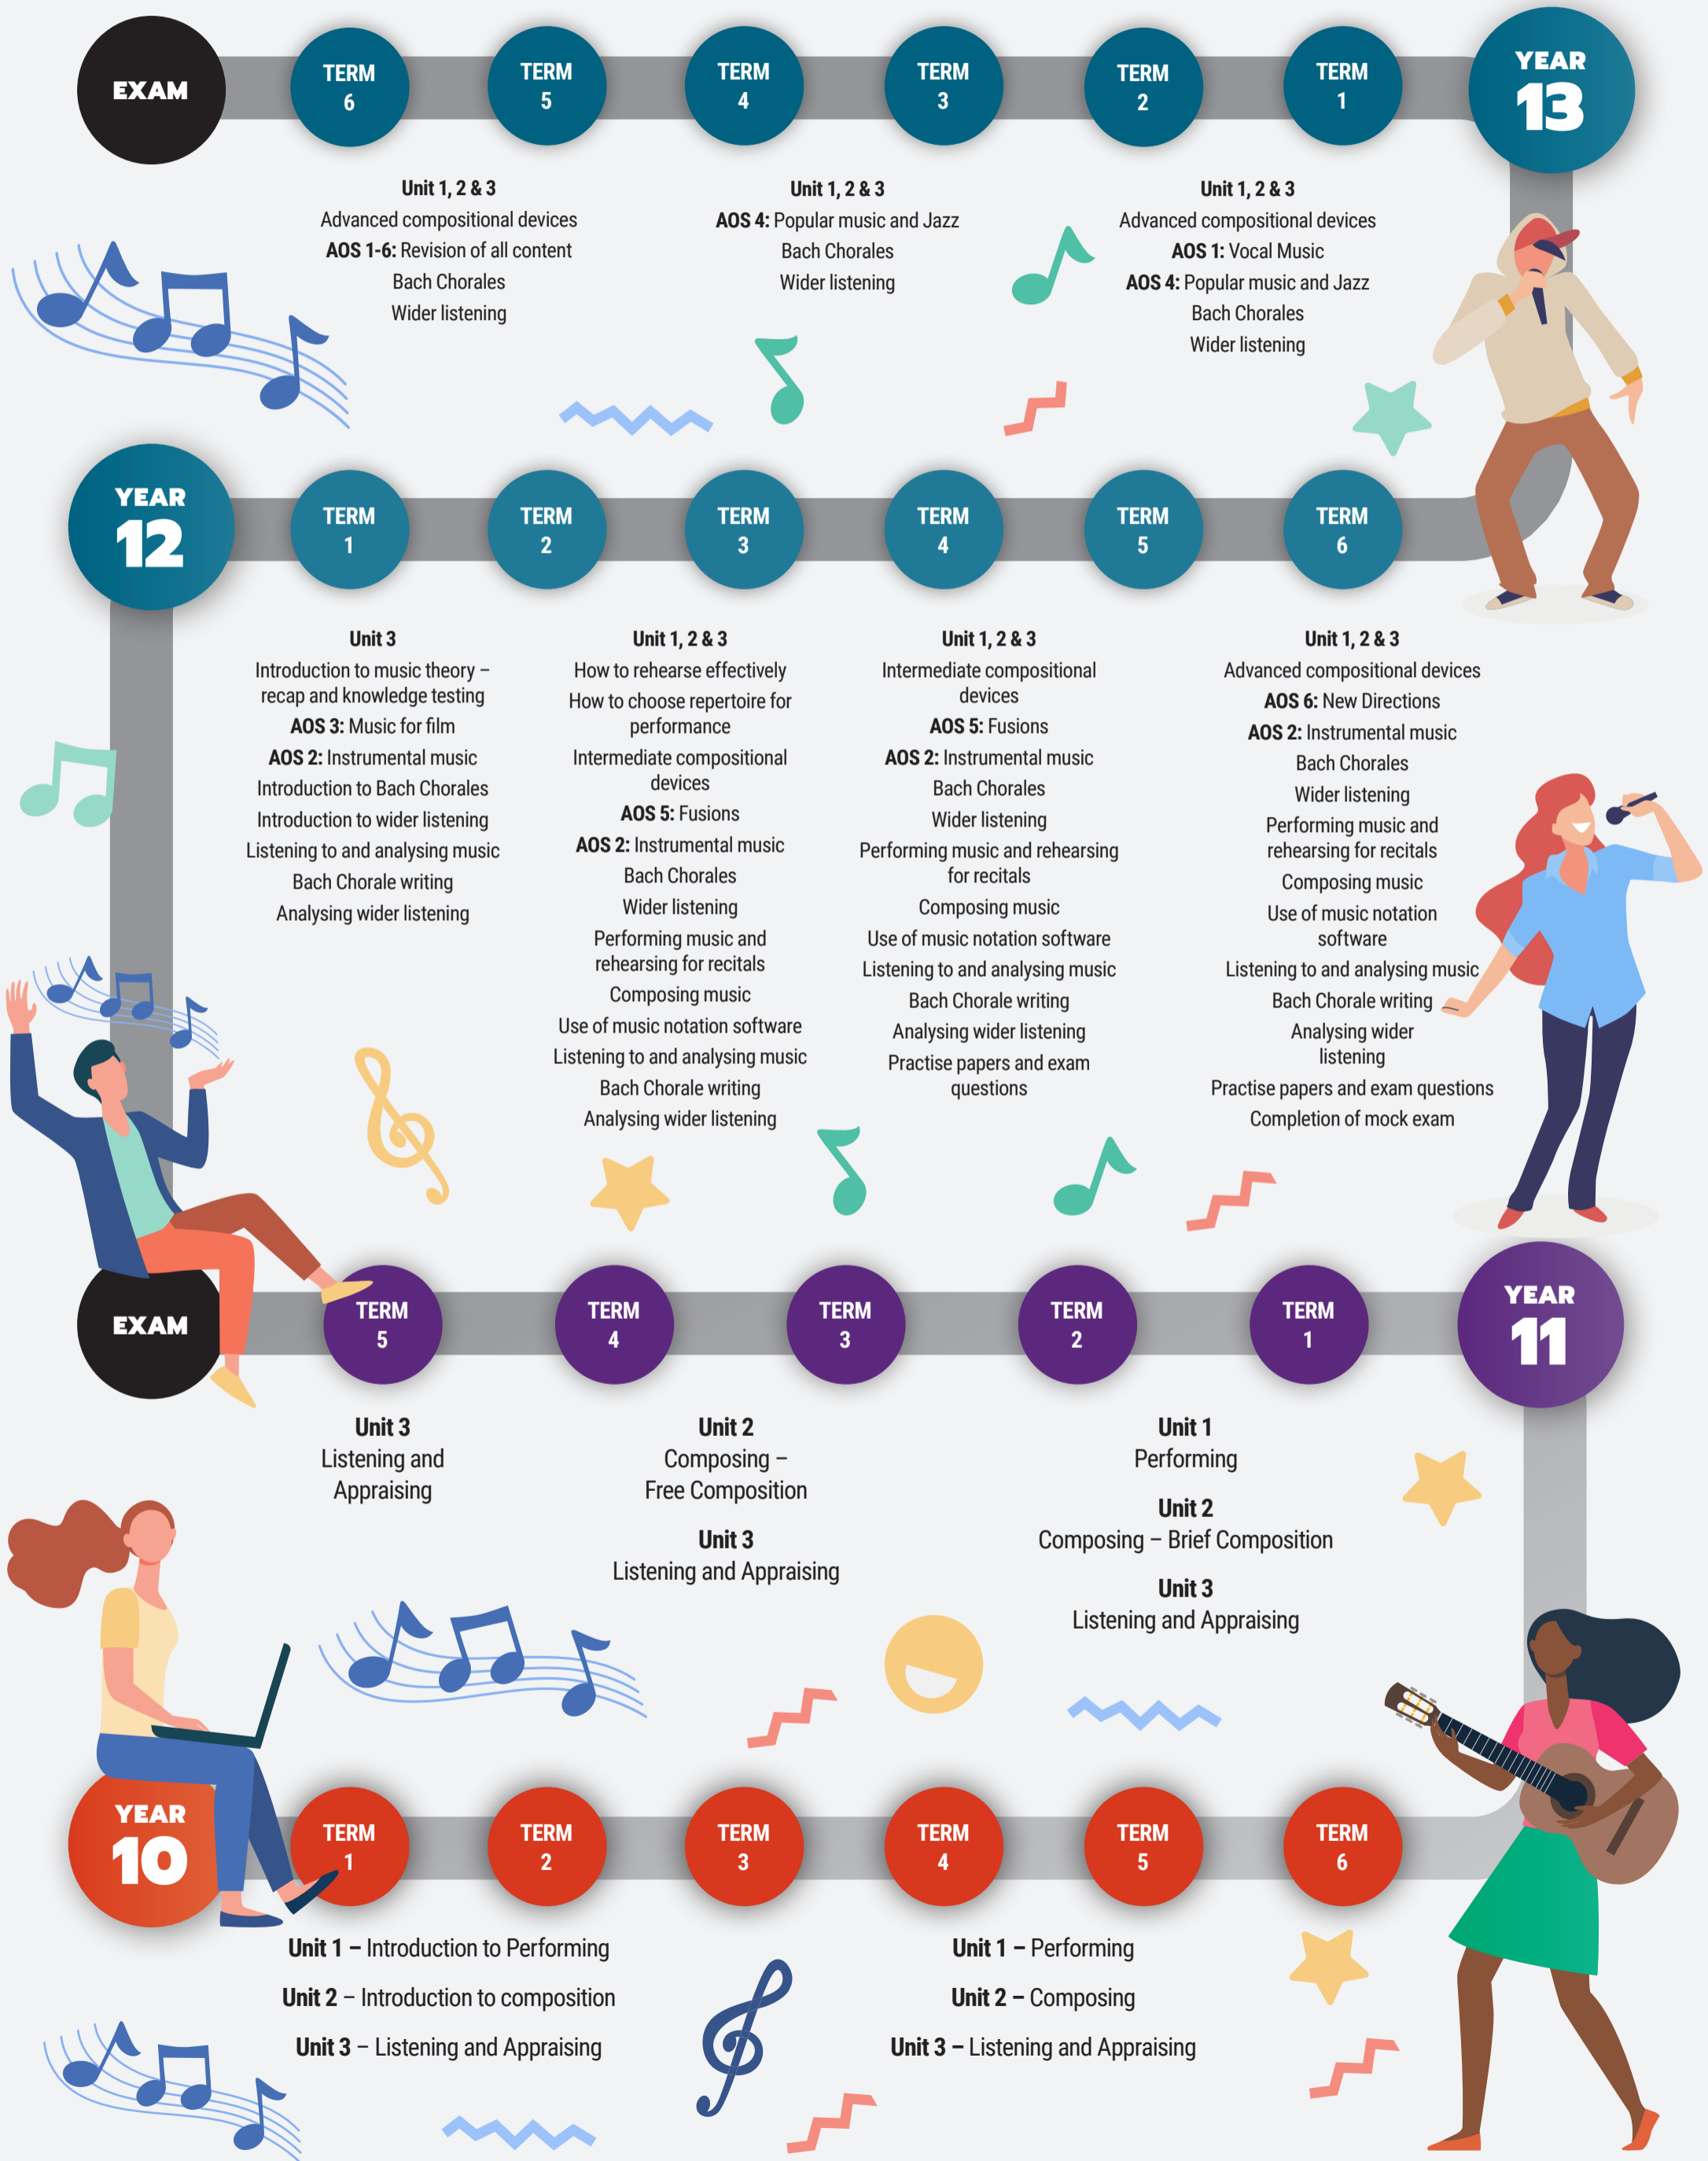 EXAM
TERM
6
TERM
5
TERM
4
TERM
3
TERM
2
TERM
1
YEAR
13
Unit 1, 2 & 3
Advanced compositional devices
AOS 1-6: Revision of all content
Bach Chorales
Wider listening
Unit 1, 2 & 3
AOS 4: Popular music and Jazz
Bach Chorales
Wider listening
Unit 1, 2 & 3
Advanced compositional devices
AOS 1: Vocal Music
AOS 4: Popular music and Jazz
Bach Chorales
Wider listening
YEAR
12
TERM
1
TERM
2
TERM
3
TERM
4
TERM
5
TERM
6
Unit 3
Introduction to music theory –
recap and knowledge testing
AOS 3: Music for film
AOS 2: Instrumental music
Introduction to Bach Chorales
Introduction to wider listening
Listening to and analysing music
Bach Chorale writing
Analysing wider listening
Unit 1, 2 & 3
How to rehearse effectively
How to choose repertoire for
performance
Intermediate compositional
devices
AOS 5: Fusions
AOS 2: Instrumental music
Bach Chorales
Wider listening
Performing music and
rehearsing for recitals
Composing music
Use of music notation software
Listening to and analysing music
Bach Chorale writing
Analysing wider listening
Unit 1, 2 & 3
Intermediate compositional
devices
AOS 5: Fusions
AOS 2: Instrumental music
Bach Chorales
Wider listening
Performing music and rehearsing
for recitals
Composing music
Use of music notation software
Listening to and analysing music
Bach Chorale writing
Analysing wider listening
Practise papers and exam
questions
Unit 1, 2 & 3
Advanced compositional devices
AOS 6: New Directions
AOS 2: Instrumental music
Bach Chorales
Wider listening
Performing music and
rehearsing for recitals
Composing music
Use of music notation
software
Listening to and analysing music
Bach Chorale writing
Analysing wider
listening
Practise papers and exam questions
Completion of mock exam
EXAM
TERM
5
TERM
4
TERM
3
TERM
2
TERM
1
YEAR
11
Unit 3
Listening and
Appraising
Unit 2
Composing –
Free Composition
Unit 3
Listening and Appraising
Unit 1
Performing
Unit 2
Composing – Brief Composition
Unit 3
Listening and Appraising
YEAR
10
TERM
1
TERM
2
TERM
3
TERM
4
TERM
5
TERM
6
Unit 1 – Introduction to Performing
Unit 2 – Introduction to composition
Unit 3 – Listening and Appraising
Unit 1 – Performing
Unit 2 – Composing
Unit 3 – Listening and Appraising